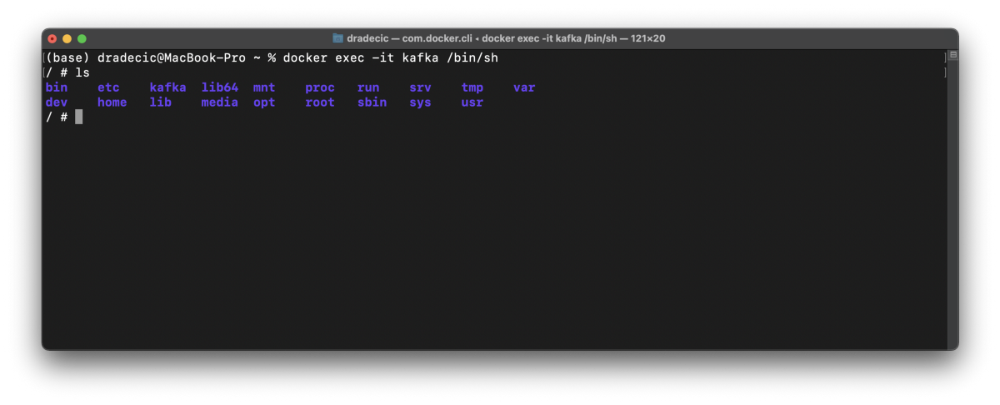 dradecic — com.docker.cli ◂ docker exec -it kafka /bin/sh — 121×20
[(base) dradecic@MacBook-Pro ~ % docker exec -it kafka /bin/sh ]
[/ # ls ]
bin etc kafka lib64 mnt proc run srv tmp var
dev home lib media opt root sbin sys usr
/ #